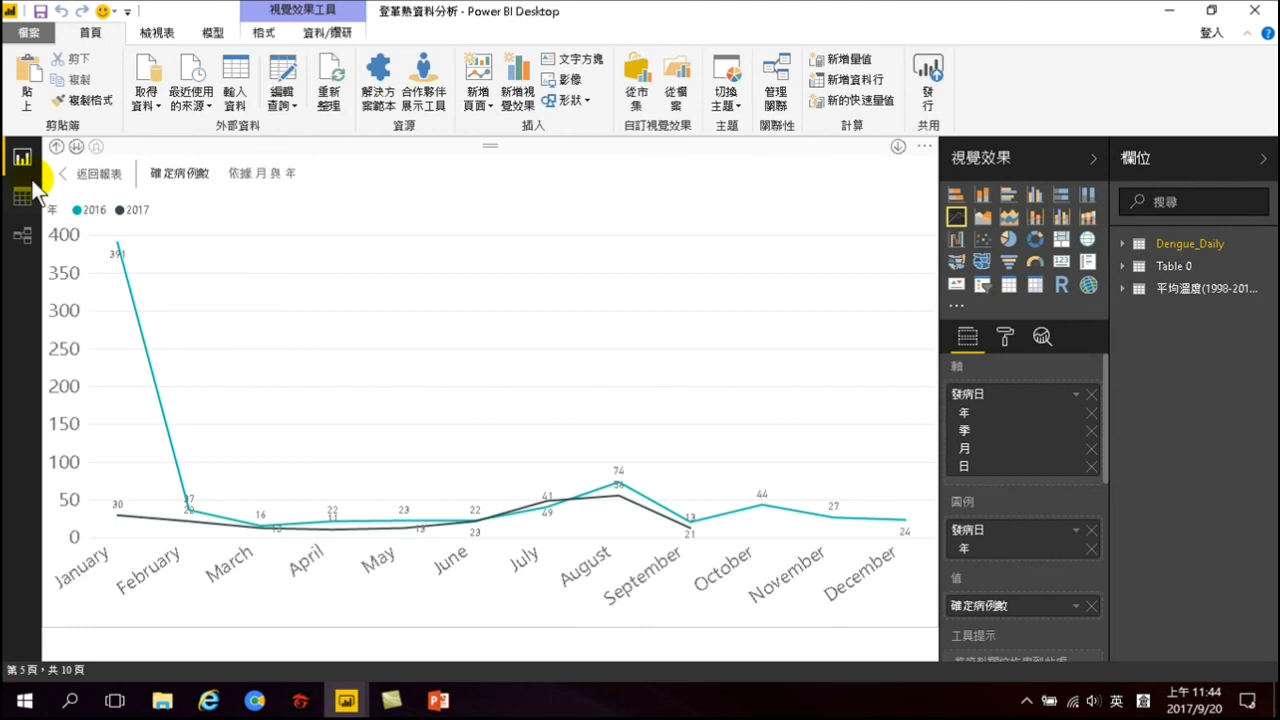 視覺效果工具
登革熱資料分析 - Power BI Desktop
檔案
首頁
檢視表
模型
格式
資料/鑽研
登入
貼上
剪下
複製
複製格式
剪貼簿
取得資料
最近使用的來源
輸入資料
編輯查詢
重新整理
外部資料
解決方案範本
合作夥伴展示工具
資源
新增頁面
新增視覺效果
文字方塊
影像
形狀
插入
從市集
從檔案
自訂視覺效果
切換主題
主題
管理關聯
關聯性
新增量值
新增資料行
新的快速量值
計算
發行
共用
返回報表
確定病例數
依據 月 與 年
年 2016 2017
400
350
300
250
200
150
100
50
0
391
30
37
22
16
13
22
11
23
13
22
23
41
49
74
56
13
21
44
27
24
January
February
March
April
May
June
July
August
September
October
November
December
視覺效果
123
R
軸
發病日
年
季
月
日
圖例
發病日
年
值
確定病例數
工具提示
欄位
搜尋
Dengue_Daily
Table 0
平均溫度(1998-201...
第 5 頁，共 10 頁
英
上午 11:44
2017/9/20